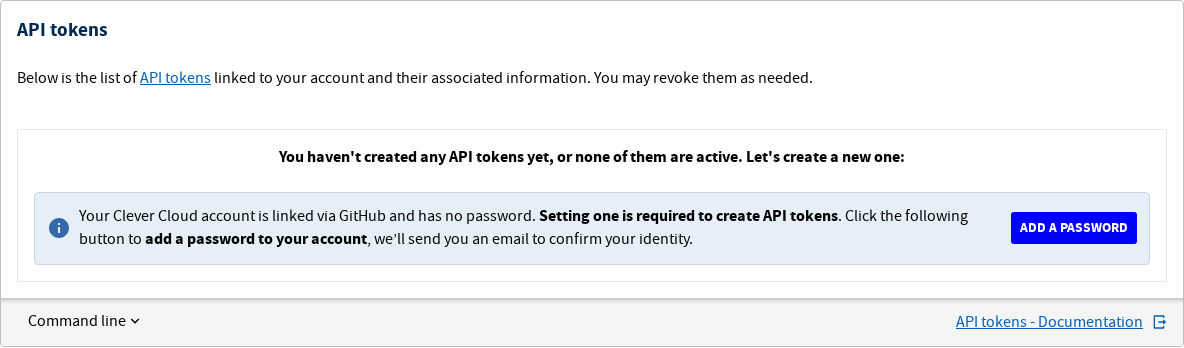 API tokens
Below is the list of API tokens linked to your account and their associated information. You may revoke them as needed.
You haven't created any API tokens yet, or none of them are active. Let's create a new one:
Your Clever Cloud account is linked via GitHub and has no password. Setting one is required to create API tokens. Click the following
button to add a password to your account, we’ll send you an email to confirm your identity.
ADD A PASSWORD
Command line
API tokens - Documentation